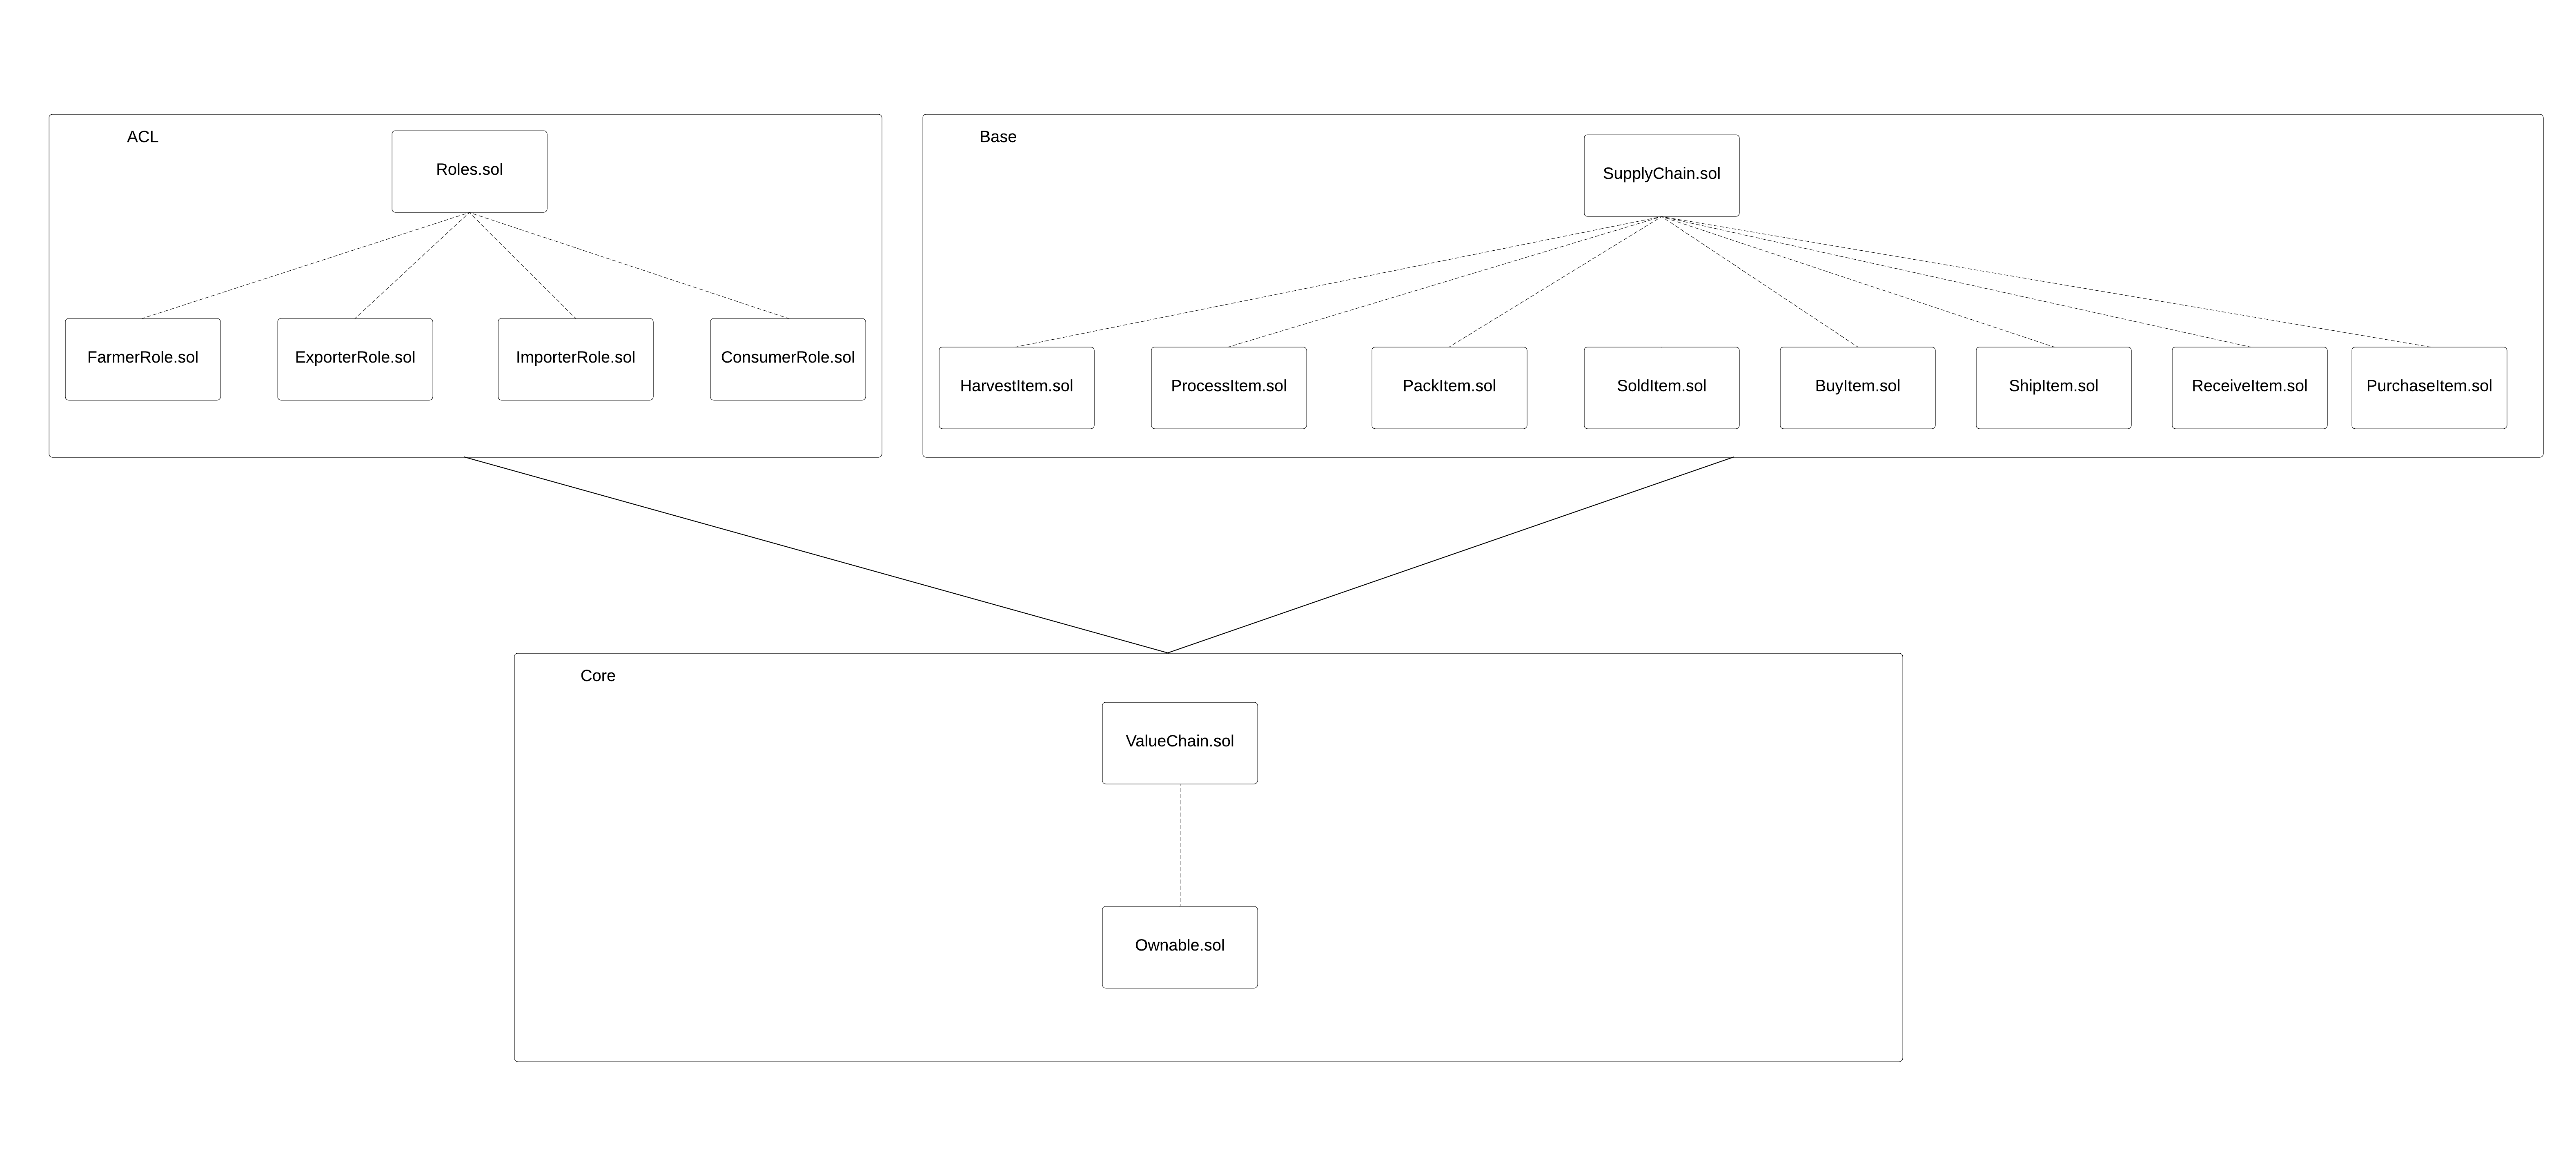 ACL
Roles.sol
FarmerRole.sol
ExporterRole.sol
ImporterRole.sol
ConsumerRole.sol
Base
SupplyChain.sol
HarvestItem.sol
ProcessItem.sol
PackItem.sol
SoldItem.sol
BuyItem.sol
ShipItem.sol
ReceiveItem.sol
PurchaseItem.sol
Core
ValueChain.sol
Ownable.sol